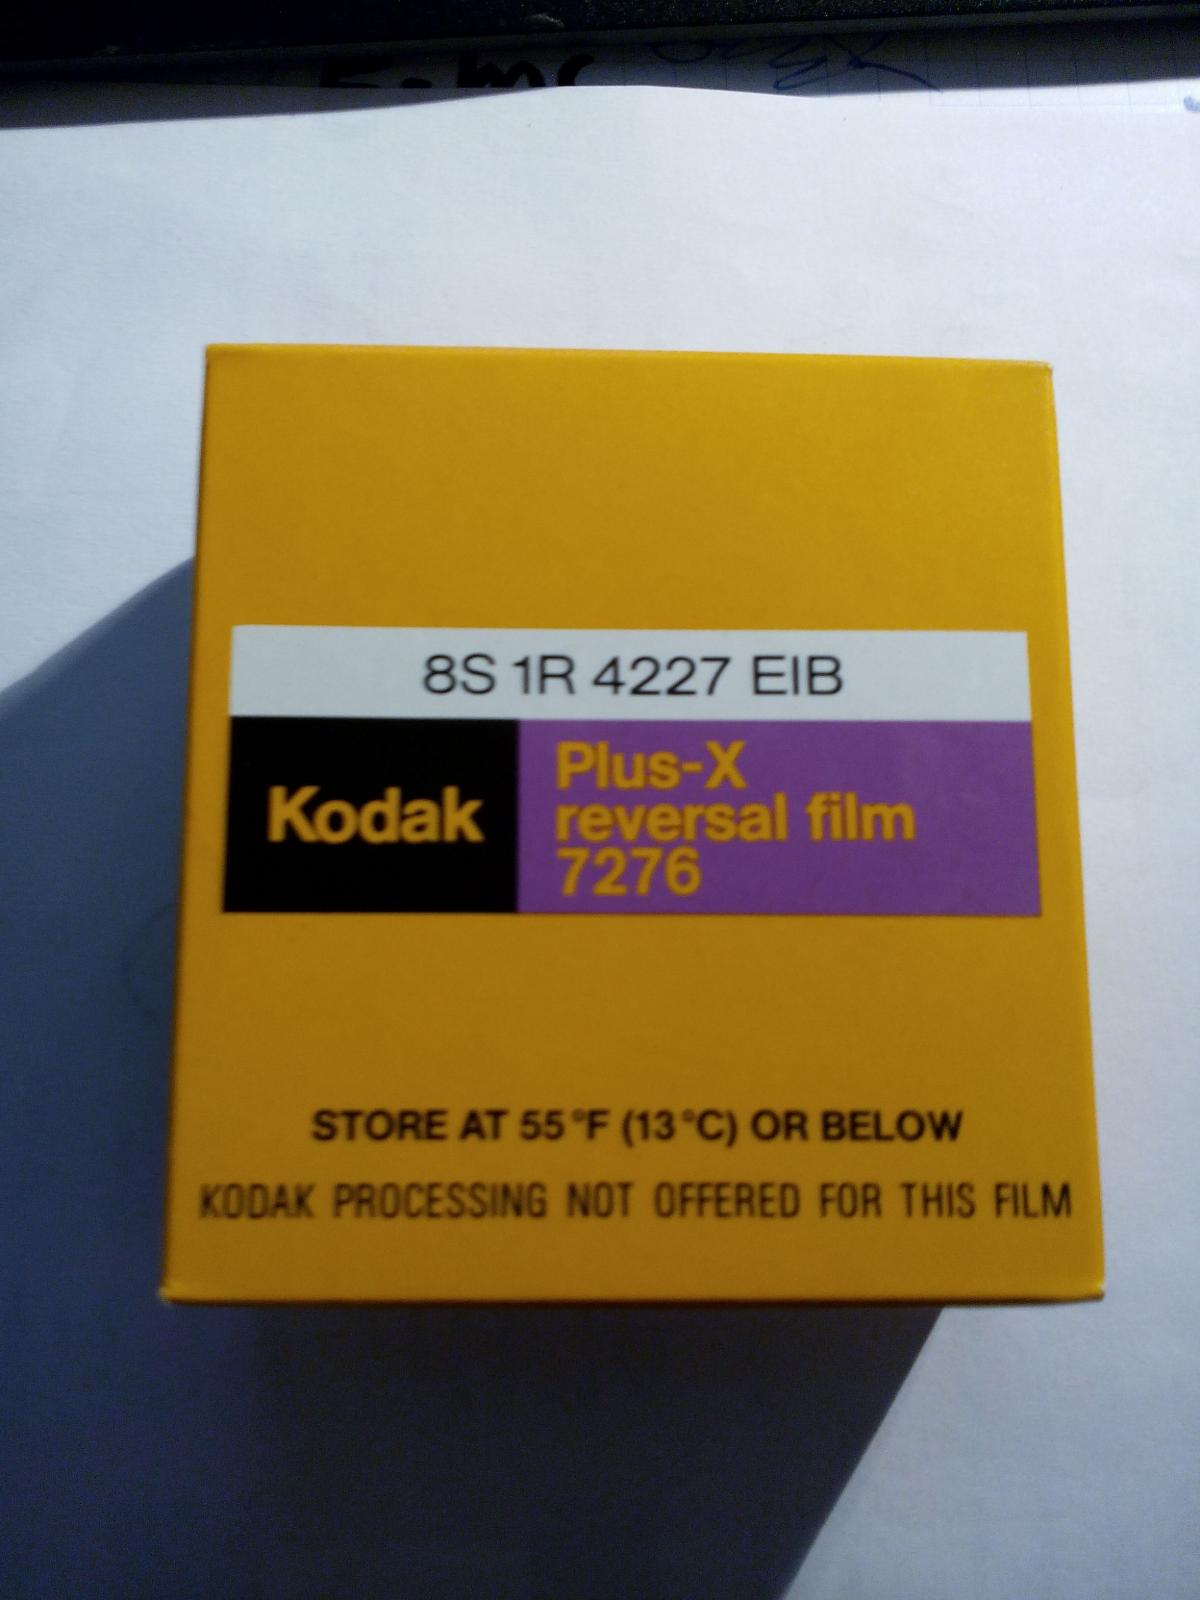 8S 1R 4227 EIB
Kodak
Plus-X
reversal film
7276
STORE AT 55°F (13°C) OR BELOW
KODAK PROCESSING NOT OFFERED FOR THIS FILM